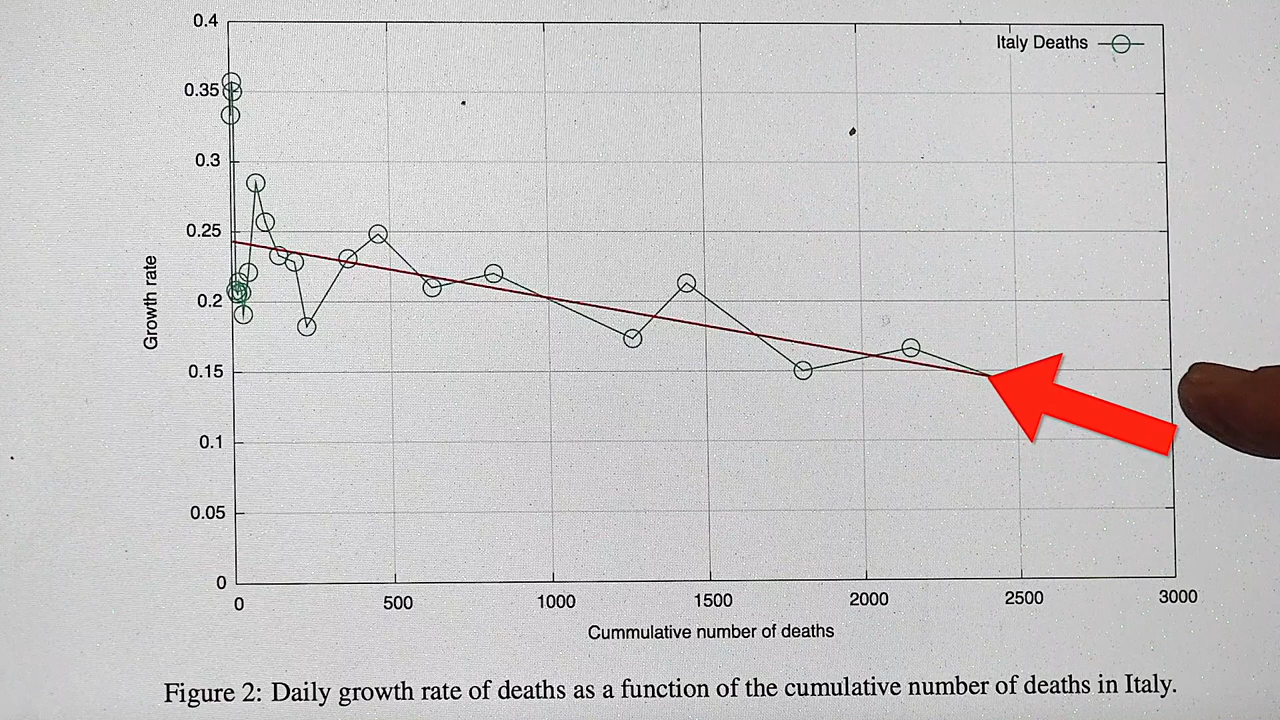 0.4
Italy Deaths
0.35
0.3
0.25
0.2
0.15
0.1
0.05
0
Growth rate
0 500 1000 1500 2000 2500 3000
Cummulative number of deaths
Figure 2: Daily growth rate of deaths as a function of the cumulative number of deaths in Italy.